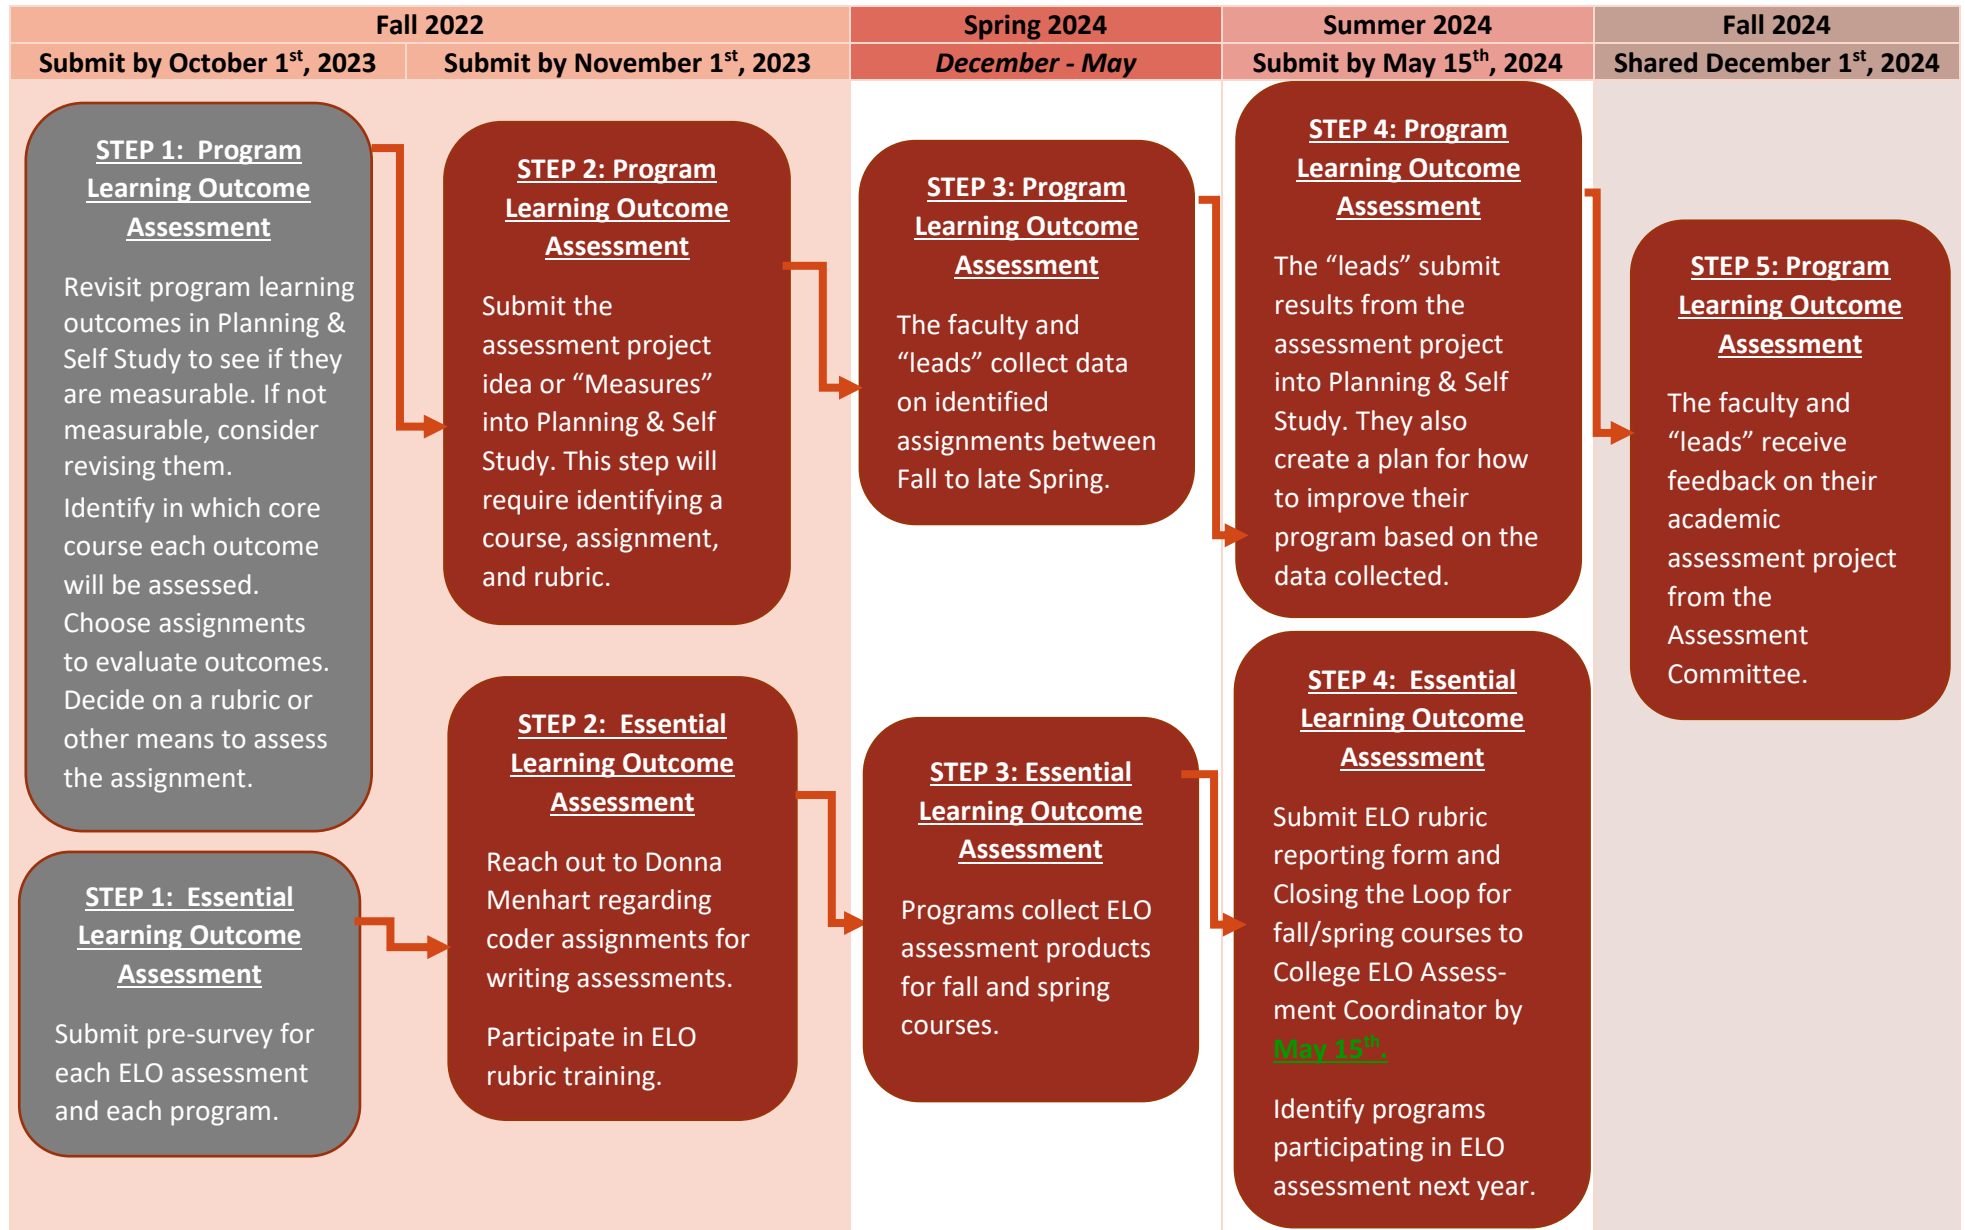 Fall 2022
Spring 2024
Summer 2024
Fall 2024
Submit by October 1st, 2023
Submit by November 1st, 2023
December - May
Submit by May 15th, 2024
Shared December 1st, 2024
STEP 1: Program
Learning Outcome
Assessment
Revisit program learning
outcomes in Planning &
Self Study to see if they
are measurable. If not
measurable, consider
revising them.
Identify in which core
course each outcome
will be assessed.
Choose assignments
to evaluate outcomes.
Decide on a rubric or
other means to assess
the assignment.
STEP 2: Program
Learning Outcome
Assessment
Submit the
assessment project
idea or “Measures”
into Planning & Self
Study. This step will
require identifying a
course, assignment,
and rubric.
STEP 3: Program
Learning Outcome
Assessment
The faculty and
“leads” collect data
on identified
assignments between
Fall to late Spring.
STEP 4: Program
Learning Outcome
Assessment
The “leads” submit
results from the
assessment project
into Planning & Self
Study. They also
create a plan for how
to improve their
program based on the
data collected.
STEP 5: Program
Learning Outcome
Assessment
The faculty and
“leads” receive
feedback on their
academic
assessment project
from the
Assessment
Committee.
STEP 1: Essential
Learning Outcome
Assessment
Submit pre-survey for
each ELO assessment
and each program.
STEP 2: Essential
Learning Outcome
Assessment
Reach out to Donna
Menhart regarding
coder assignments for
writing assessments.
Participate in ELO
rubric training.
STEP 3: Essential
Learning Outcome
Assessment
Programs collect ELO
assessment products
for fall and spring
courses.
STEP 4: Essential
Learning Outcome
Assessment
Submit ELO rubric
reporting form and
Closing the Loop for
fall/spring courses to
College ELO Assess-
ment Coordinator by
May 15th.
Identify programs
participating in ELO
assessment next year.